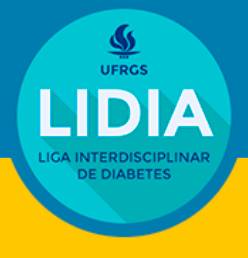 UFRGS
LIDIA
LIGA INTERDISCIPLINAR
DE DIABETES